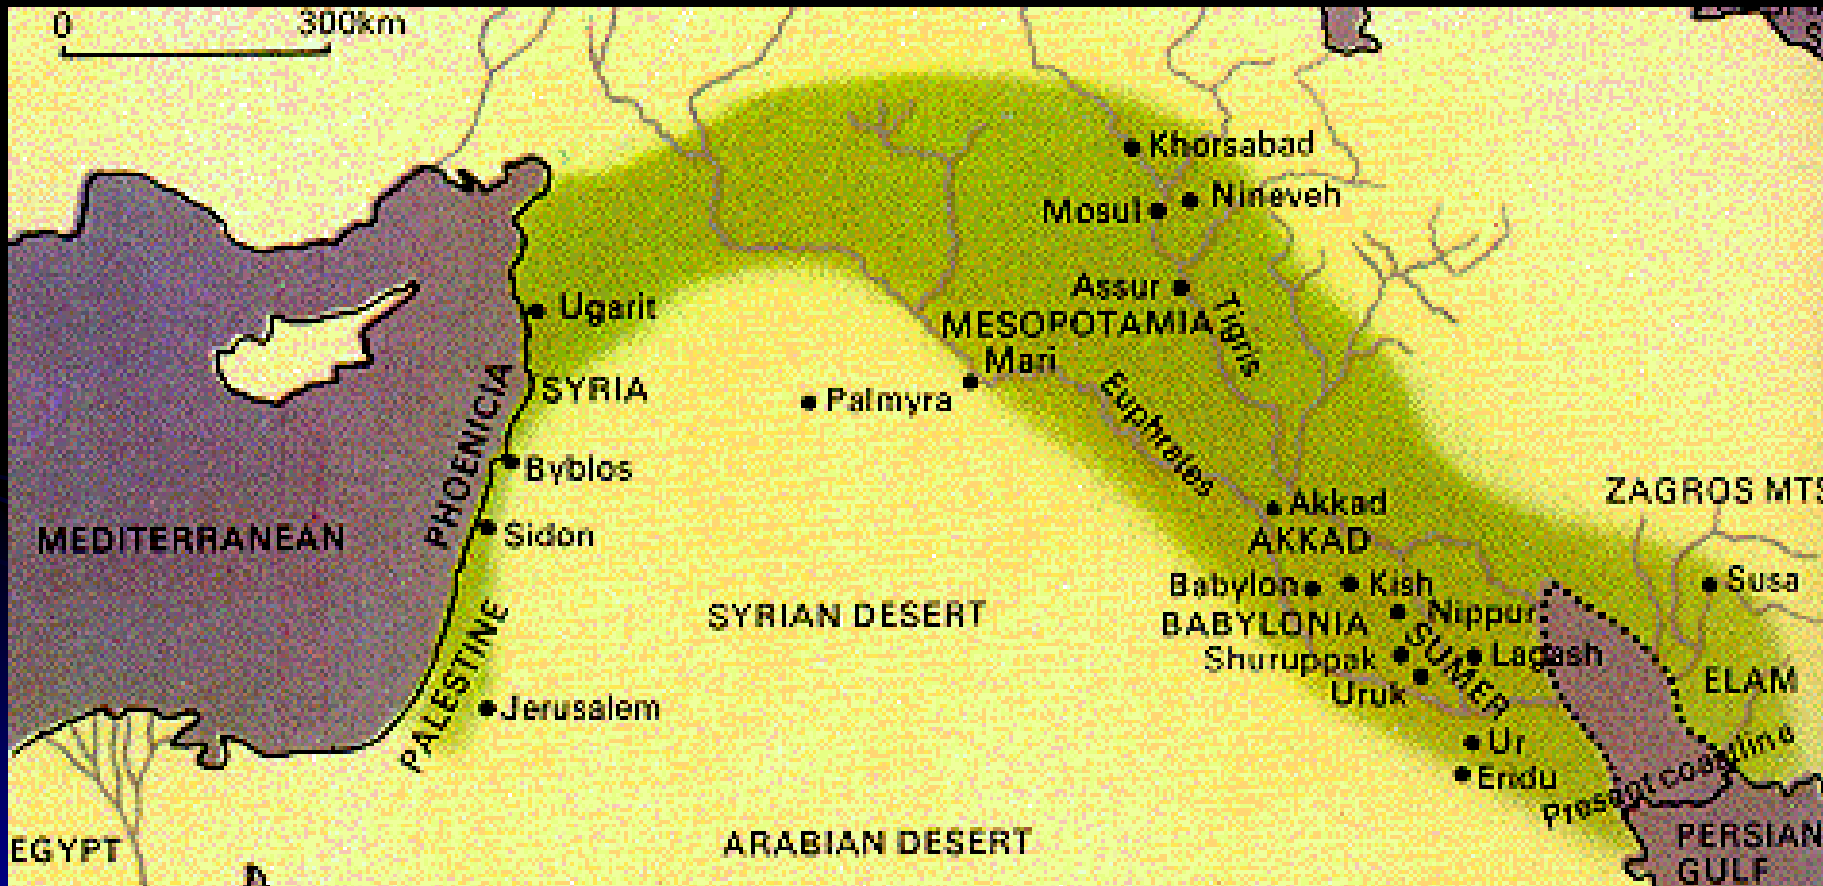 0 300km
Khorsabad
Nineveh
Mosul
Assur
Tigris
MESOPOTAMIA
Ugarit
Mari
SYRIA
Palmyra
Euphrates
PHOENICIA
Byblos
ZAGROS MTS
Akkad
MEDITERRANEAN
Sidon
AKKAD
Babylon
Kish
Susa
SYRIAN DESERT
Nippur
BABYLONIA
SUMER
Shuruppak
Lagash
PALESTINE
Uruk
ELAM
Jerusalem
Ur
Eridu
Present coastline
EGYPT
ARABIAN DESERT
PERSIAN
GULF